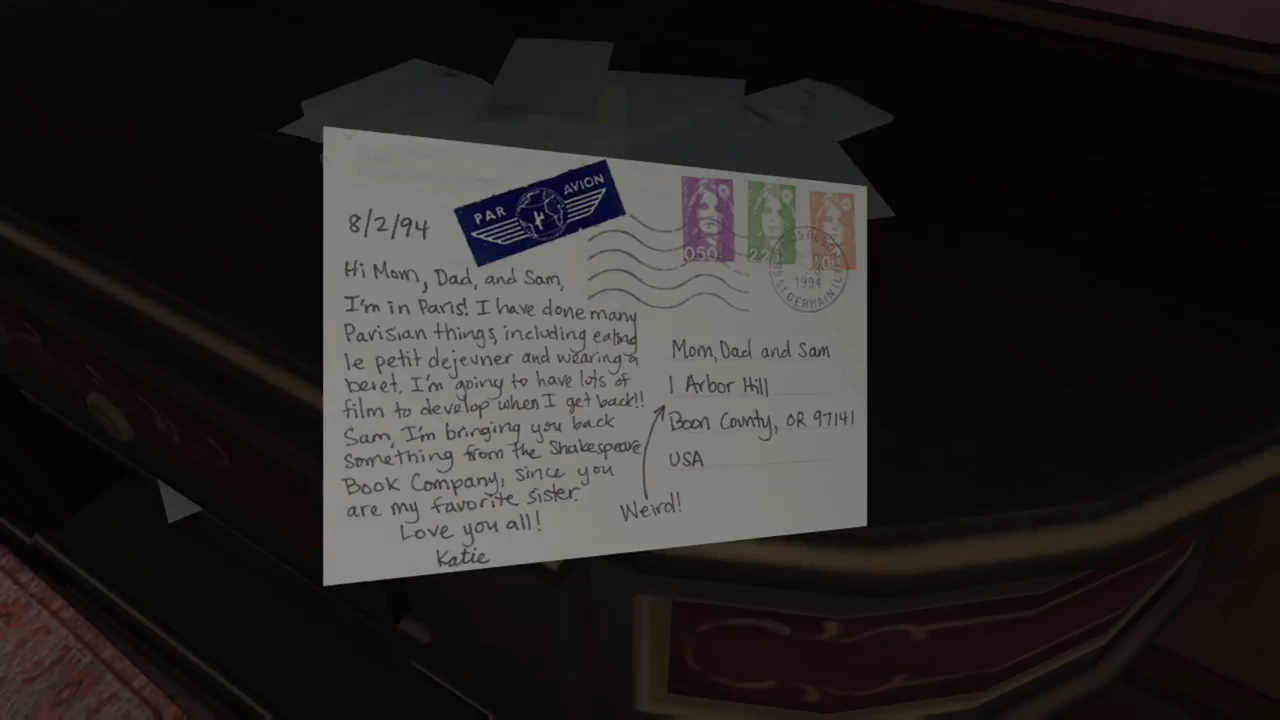 PAR AVION
8/2/94
Hi Mom, Dad, and Sam,
I'm in Paris! I have done many
Parisian things, including eating
le petit dejeuner and wearing a
beret. I'm going to have lots of
film to develop when I get back!!
Sam, I'm bringing you back
something from the Shakespeare
Book Company, since you
are my favorite sister.
Love you all!
Katie
050
1994
ST GERMAIN
Mom, Dad and Sam
1 Arbor Hill
Boon County, OR 97141
USA
Weird!